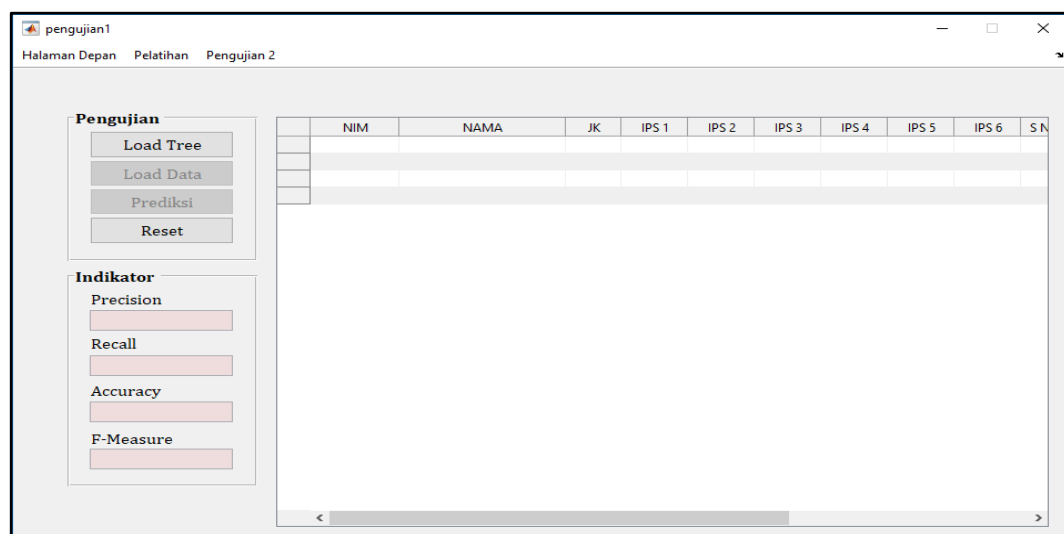 pengujian1
Halaman Depan Pelatihan Pengujian 2
Pengujian
Load Tree
Load Data
Prediksi
Reset
Indikator
Precision
Recall
Accuracy
F-Measure
NIM NAMA JK IPS 1 IPS 2 IPS 3 IPS 4 IPS 5 IPS 6 S N